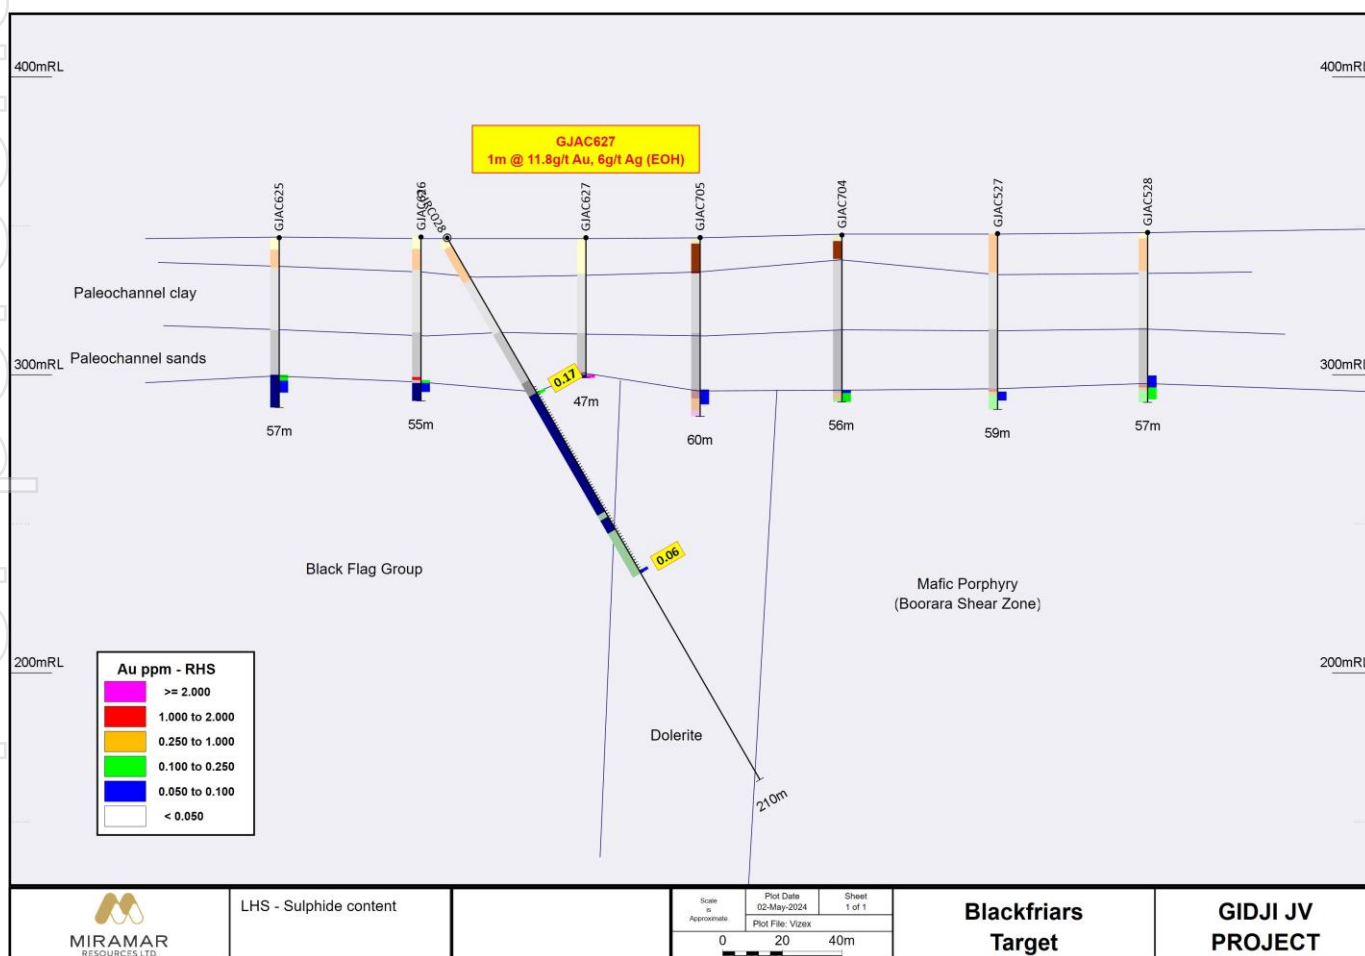 400mRL
400mRL
GJAC627
1m @ 11.8g/t Au, 6g/t Ag (EOH)
GJAC625
GJAC627
GJAC705
GJAC704
GJAC527
GJAC528
Paleochannel clay
Paleochannel sands
300mRL
300mRL
0.17
57m
55m
47m
60m
56m
59m
57m
0.06
Black Flag Group
Mafic Porphyry
(Boorara Shear Zone)
200mRL
200mRL
Dolerite
210m
Au ppm - RHS
>= 2.000
1.000 to 2.000
0.250 to 1.000
0.100 to 0.250
0.050 to 0.100
< 0.050
MIRAMAR
RESOURCES LTD
LHS - Sulphide content
Scale
is
Approximate
Plot Date
02-May-2024
Sheet
1 of 1
Plot File: Vizex
0 20 40m
Blackfriars
Target
GIDJI JV
PROJECT